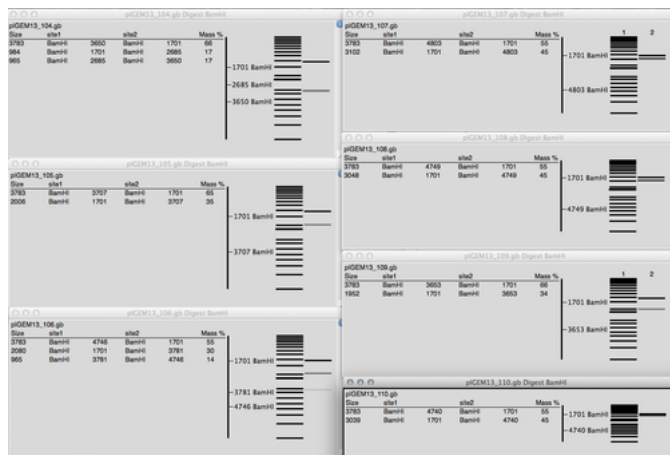 pIGEM13_104.gb Digest BamHI
pIGEM13_104.gb
Size site1 site2 Mass %
3783 BamHI 3650 BamHI 1701 66
984 BamHI 1701 BamHI 2685 17
965 BamHI 2685 BamHI 3650 17
1701 BamHI
2685 BamHI
3650 BamHI
pIGEM13_105.gb Digest BamHI
pIGEM13_105.gb
Size site1 site2 Mass %
3783 BamHI 3707 BamHI 1701 65
2006 BamHI 1701 BamHI 3707 35
1701 BamHI
3707 BamHI
pIGEM13_106.gb Digest BamHI
pIGEM13_106.gb
Size site1 site2 Mass %
3783 BamHI 4746 BamHI 1701 55
2080 BamHI 1701 BamHI 3781 30
965 BamHI 3781 BamHI 4746 14
1701 BamHI
3781 BamHI
4746 BamHI
pIGEM13_107.gb Digest BamHI
pIGEM13_107.gb
Size site1 site2 Mass % 1 2
3783 BamHI 4803 BamHI 1701 55
3102 BamHI 1701 BamHI 4803 45
1701 BamHI
4803 BamHI
pIGEM13_108.gb Digest BamHI
pIGEM13_108.gb
Size site1 site2 Mass % 1 2
3783 BamHI 4749 BamHI 1701 55
3048 BamHI 1701 BamHI 4749 45
1701 BamHI
4749 BamHI
pIGEM13_109.gb Digest BamHI
pIGEM13_109.gb
Size site1 site2 Mass % 1 2
3783 BamHI 3653 BamHI 1701 66
1952 BamHI 1701 BamHI 3653 34
1701 BamHI
3653 BamHI
pIGEM13_110.gb Digest BamHI
pIGEM13_110.gb
Size site1 site2 Mass % 1 2
3783 BamHI 4740 BamHI 1701 55
3039 BamHI 1701 BamHI 4740 45
1701 BamHI
4740 BamHI